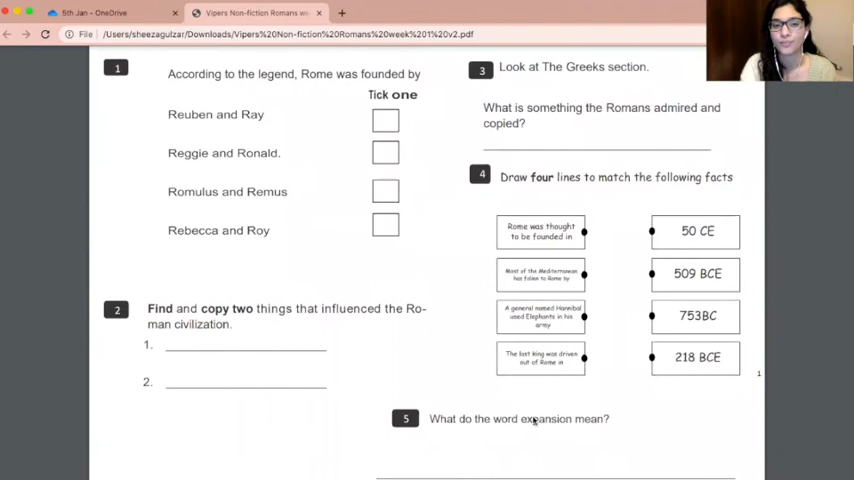 5th Jan - OneDrive
Vipers Non-fiction Romans we
File
/Users/sheezagulzar/Downloads/Vipers%20Non-fiction%20Romans%20week%201%20v2.pdf
1
According to the legend, Rome was founded by
Tick one
Reuben and Ray
Reggie and Ronald.
Romulus and Remus
Rebecca and Roy
2
Find and copy two things that influenced the Ro-
man civilization.
1.
2.
3
Look at The Greeks section.
What is something the Romans admired and
copied?
4
Draw four lines to match the following facts
Rome was thought
to be founded in
50 CE
Most of the Mediterranean
has fallen to Rome by
509 BCE
A general named Hannibal
used Elephants in his
army
753BC
The last king was driven
out of Rome in
218 BCE
1
5
What do the word expansion mean?